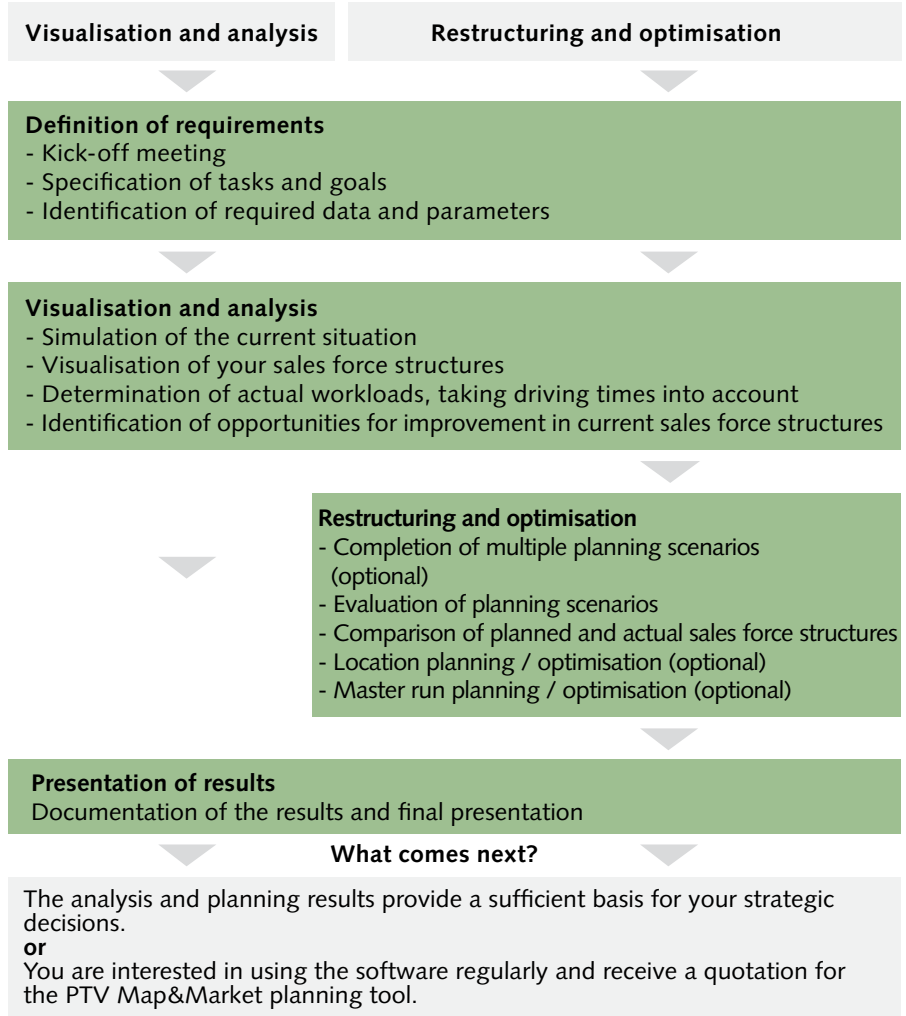 Visualisation and analysis
Restructuring and optimisation
Definition of requirements
- Kick-off meeting
- Specification of tasks and goals
- Identification of required data and parameters
Visualisation and analysis
- Simulation of the current situation
- Visualisation of your sales force structures
- Determination of actual workloads, taking driving times into account
- Identification of opportunities for improvement in current sales force structures
Restructuring and optimisation
- Completion of multiple planning scenarios
(optional)
- Evaluation of planning scenarios
- Comparison of planned and actual sales force structures
- Location planning / optimisation (optional)
- Master run planning / optimisation (optional)
Presentation of results
Documentation of the results and final presentation
What comes next?
The analysis and planning results provide a sufficient basis for your strategic
decisions.
or
You are interested in using the software regularly and receive a quotation for
the PTV Map&Market planning tool.